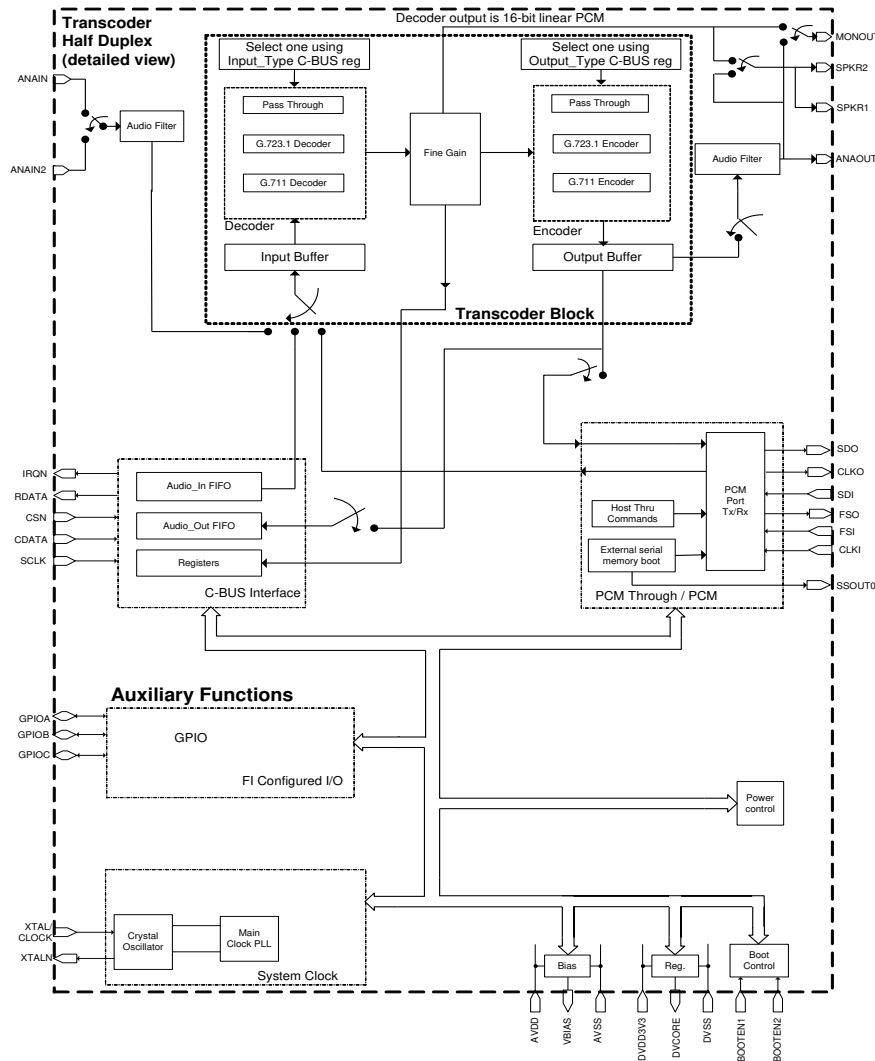 Transcoder
Half Duplex
(detailed view)
Decoder output is 16-bit linear PCM
Select one using
Input_Type C-BUS reg
Select one using
Output_Type C-BUS reg
MONOUT
SPKR2
SPKR1
ANAOUT
ANAIN
ANAIN2
Audio Filter
Pass Through
G.723.1 Decoder
G.711 Decoder
Decoder
Input Buffer
Fine Gain
Pass Through
G.723.1 Encoder
G.711 Encoder
Encoder
Output Buffer
Audio Filter
Transcoder Block
IRQN
RDATA
CSN
CDATA
SCLK
Audio_In FIFO
Audio_Out FIFO
Registers
C-BUS Interface
Host Thru
Commands
External serial
memory boot
PCM
Port
Tx/Rx
PCM Through / PCM
SDO
CLKO
SDI
FSO
FSI
CLKI
SSOUT0
Auxiliary Functions
GPIOA
GPIOB
GPIOC
GPIO
FI Configured I/O
Power
control
XTAL/
CLOCK
XTALN
Crystal
Oscillator
Main
Clock PLL
System Clock
Bias
Reg.
Boot
Control
AVDD
VBIAS
AVSS
DVDD3V3
DVCORE
DVSS
BOOTEN1
BOOTEN2